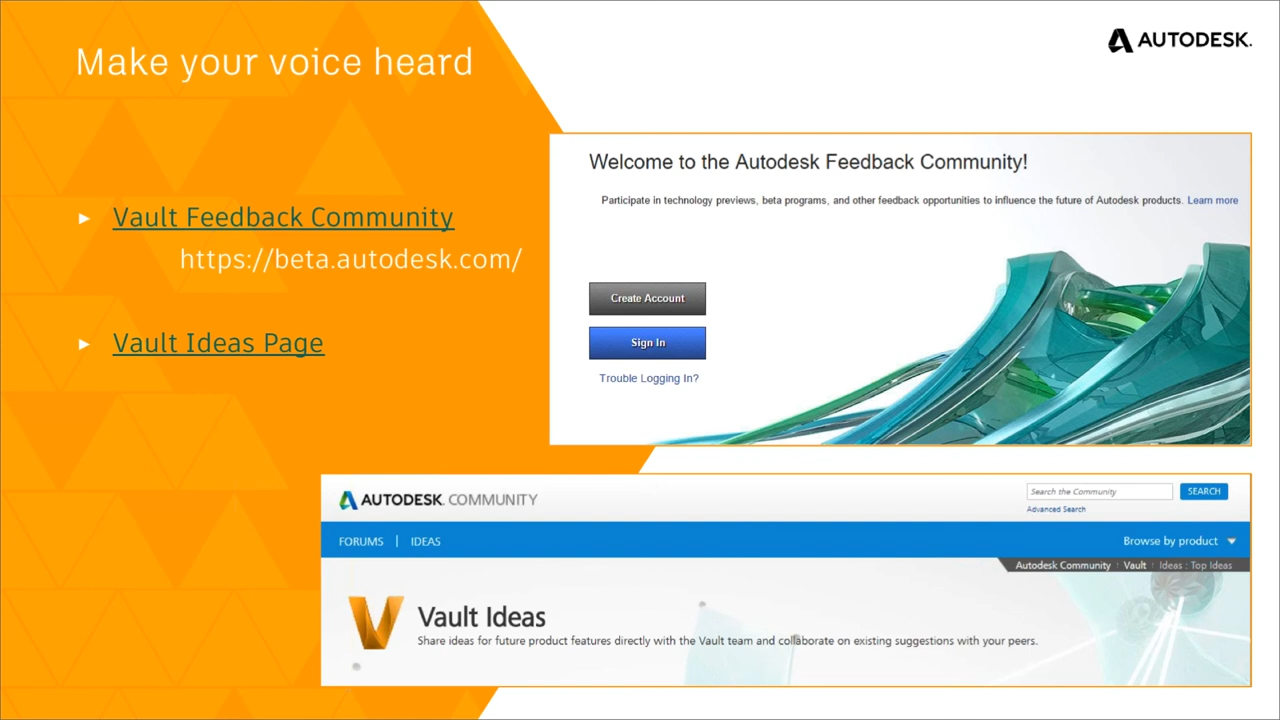 Make your voice heard
AUTODESK.
Vault Feedback Community
https://beta.autodesk.com/
Vault Ideas Page
Welcome to the Autodesk Feedback Community!
Participate in technology previews, beta programs, and other feedback opportunities to influence the future of Autodesk products. Learn more
Create Account
Sign In
Trouble Logging In?
AUTODESK. COMMUNITY
Search the Community
SEARCH
Advanced Search
FORUMS | IDEAS
Browse by product
Autodesk Community Vault Ideas : Top Ideas
Vault Ideas
Share ideas for future product features directly with the Vault team and collaborate on existing suggestions with your peers.